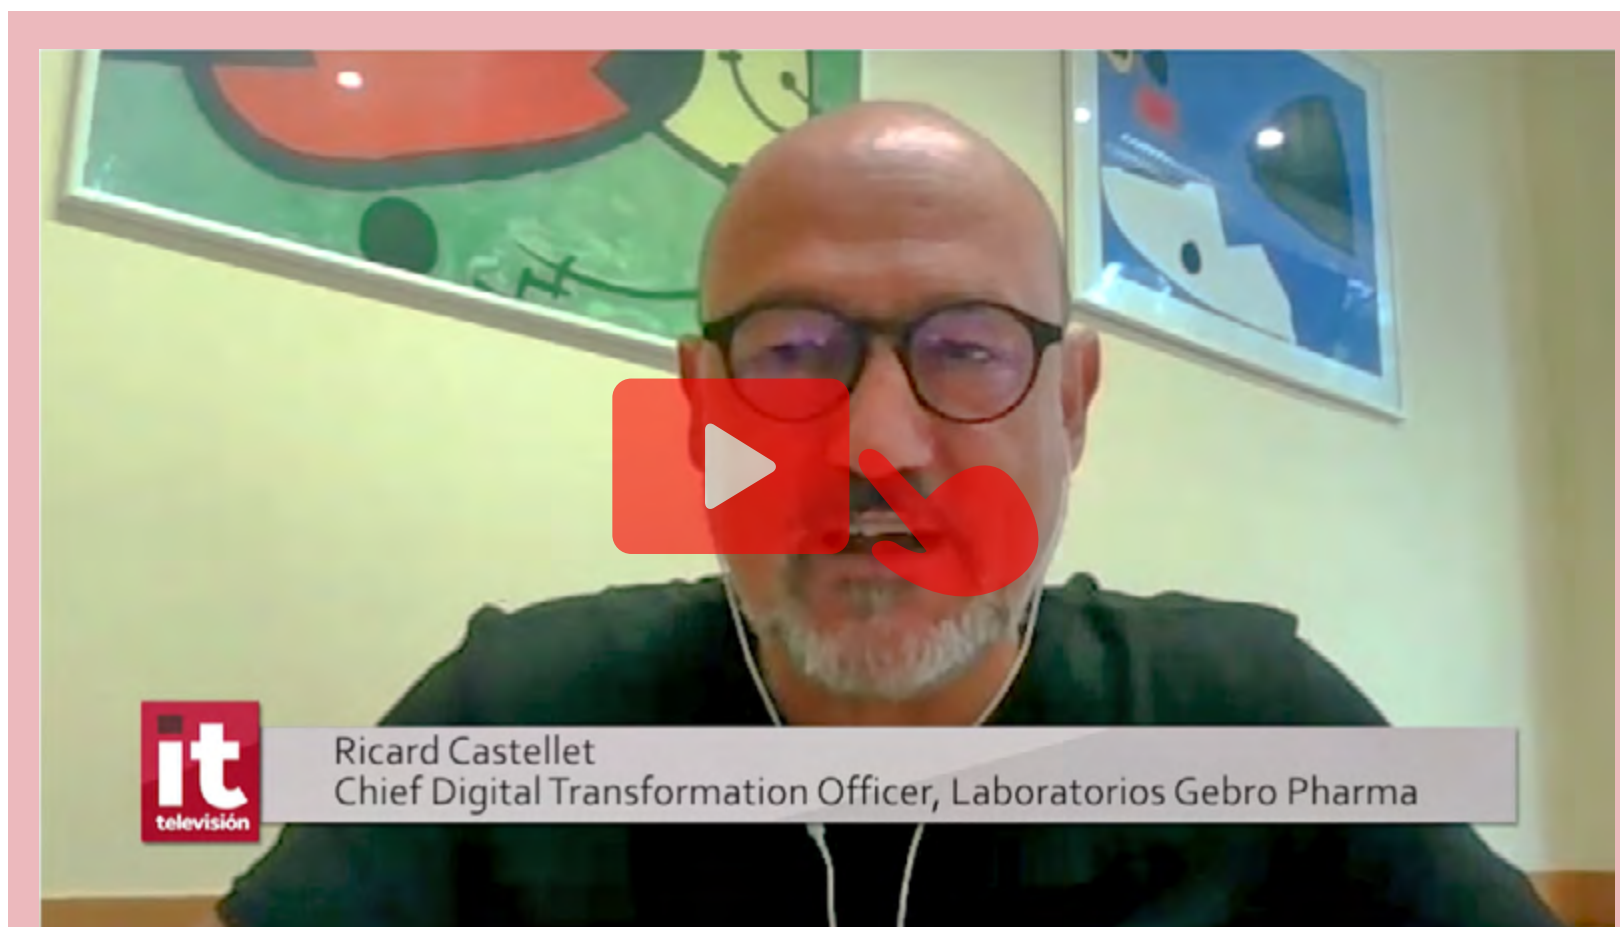 it
televisión
Ricard Castellet
Chief Digital Transformation Officer, Laboratorios Gebro Pharma